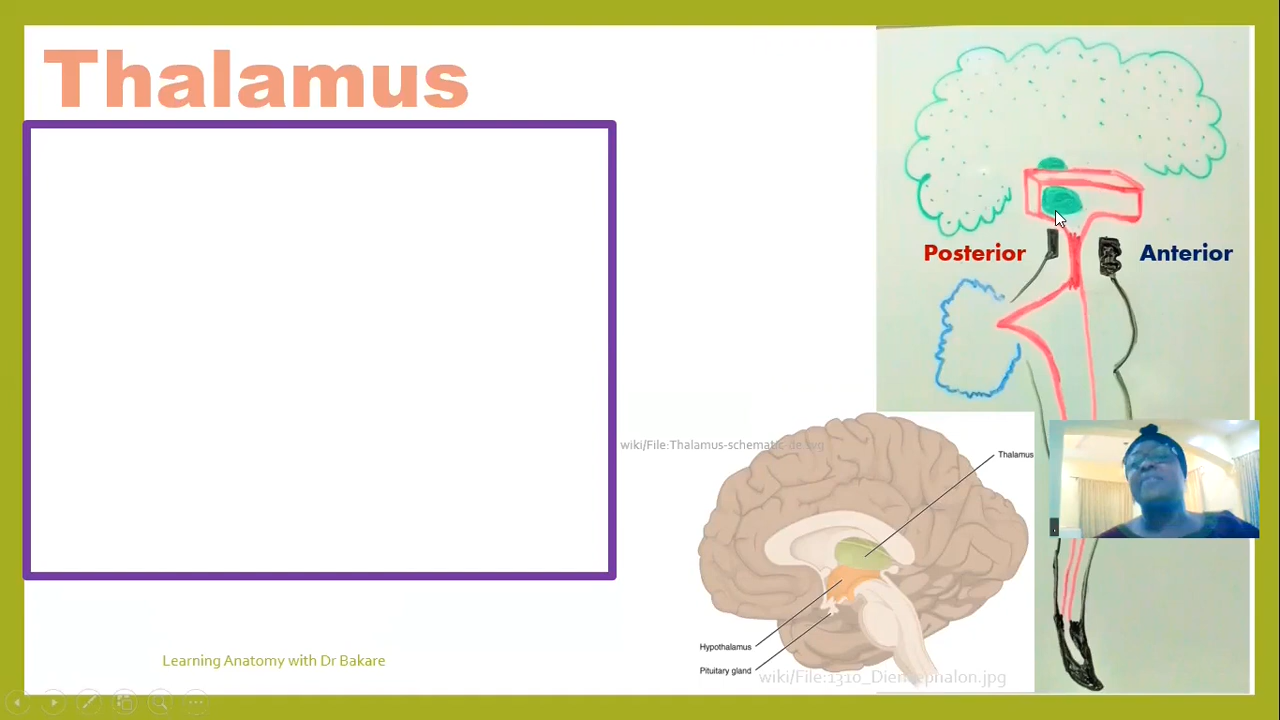 Thalamus
Posterior
Anterior
wiki/File:Thalamus-schematic-de.svg
Thalamus
Hypothalamus
Pituitary gland
wiki/File:1310_Diencephalon.jpg
Learning Anatomy with Dr Bakare